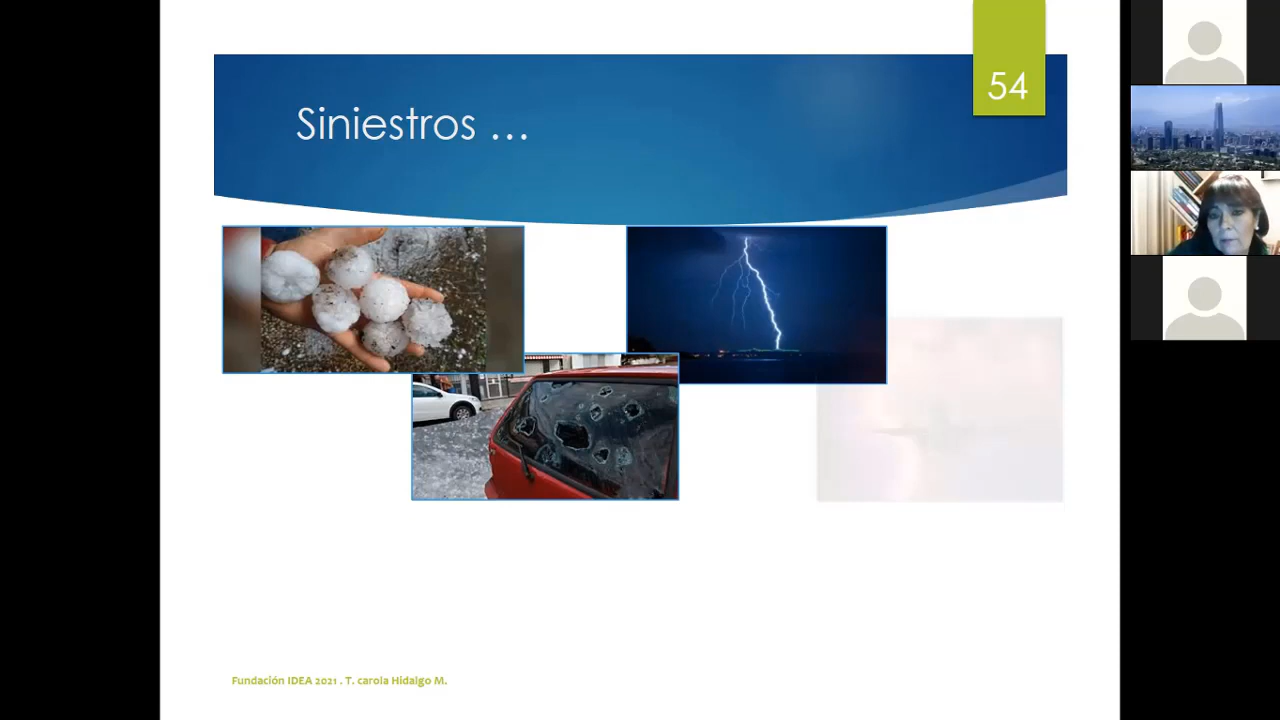 54
Siniestros ...
Fundación IDEA 2021 . T. carola Hidalgo M.